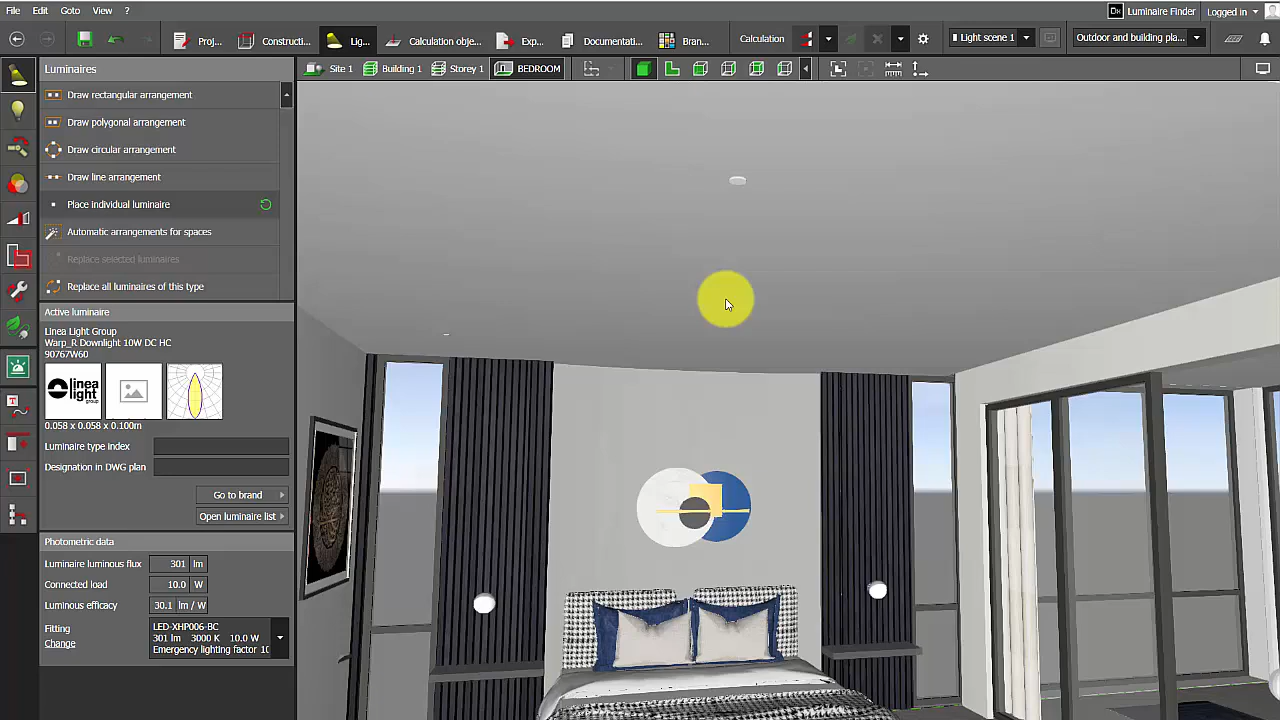 File Edit Goto View ?
Dx Luminaire Finder Logged in
Proj... Constructi... Lig... Calculation obje... Exp... Documentati... Bran... Calculation Light scene 1 Outdoor and building pla...
Luminaires
Site 1 Building 1 Storey 1 BEDROOM
Draw rectangular arrangement
Draw polygonal arrangement
Draw circular arrangement
Draw line arrangement
Place individual luminaire
Automatic arrangements for spaces
Replace selected luminaires
Replace all luminaires of this type
Active luminaire
Linea Light Group
Warp_R Downlight 10W DC HC
90767W60
linea
light
group
0.058 x 0.058 x 0.100m
Luminaire type index
Designation in DWG plan
Go to brand
Open luminaire list
Photometric data
Luminaire luminous flux 301 lm
Connected load 10.0 W
Luminous efficacy 30.1 lm / W
Fitting
Change
LED-XHP006-BC
301 lm 3000 K 10.0 W
Emergency lighting factor 10